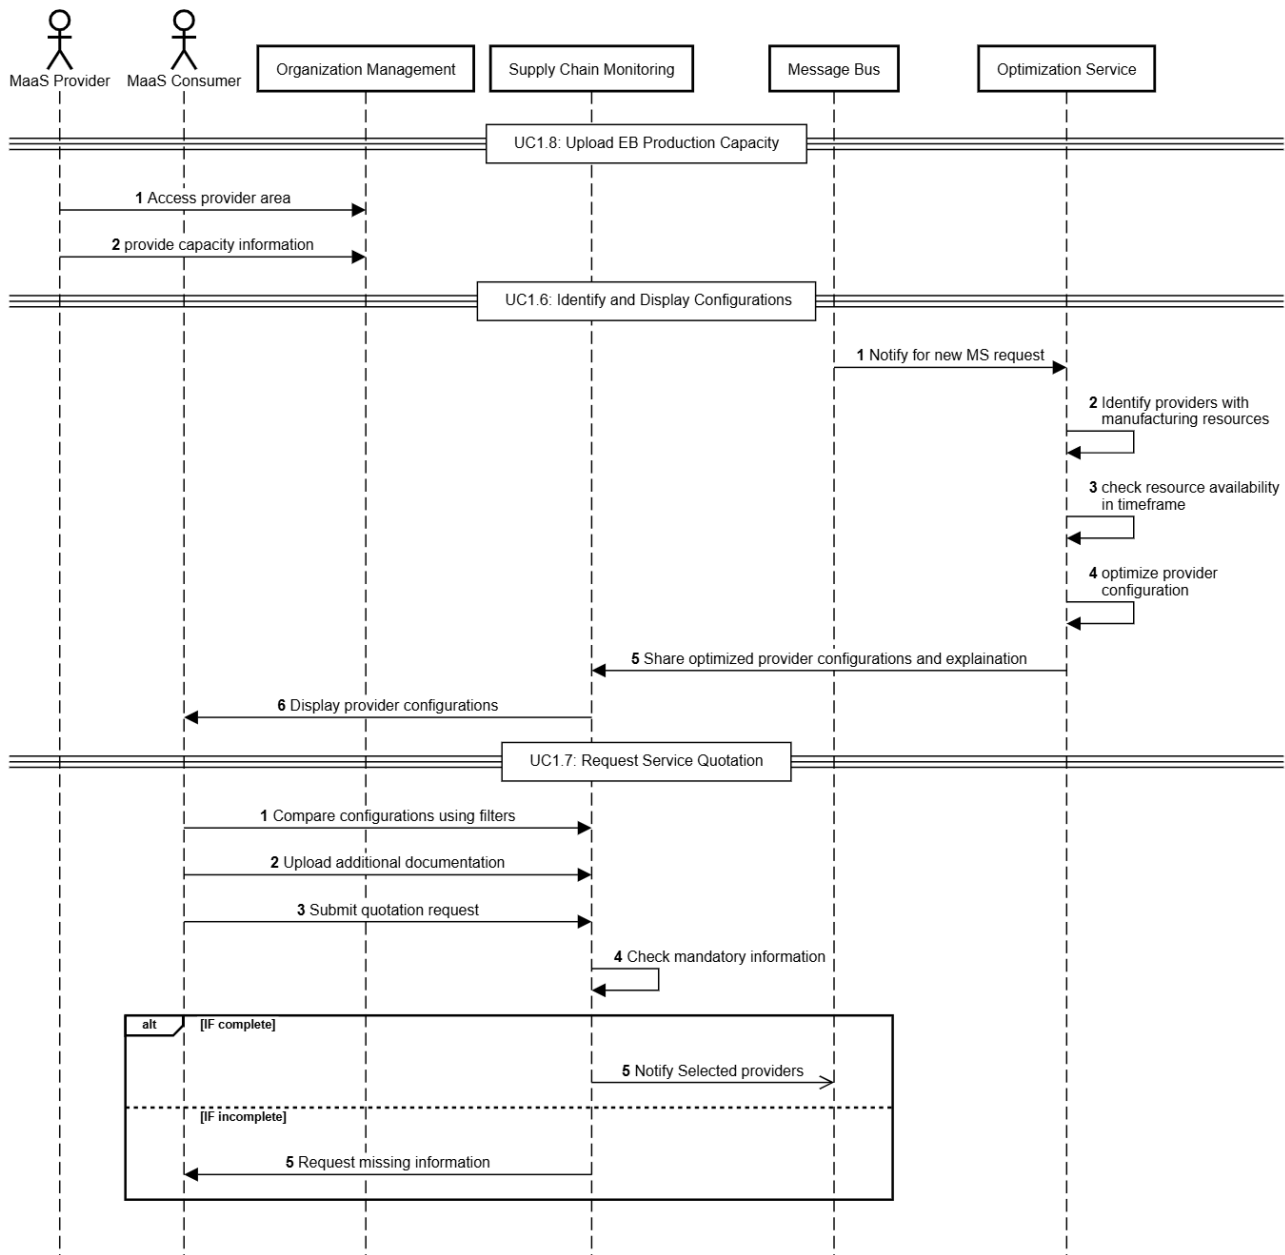 MaaS Provider
MaaS Consumer
Organization Management
Supply Chain Monitoring
Message Bus
Optimization Service
UC1.8: Upload EB Production Capacity
1 Access provider area
2 provide capacity information
UC1.6: Identify and Display Configurations
1 Notify for new MS request
2 Identify providers with
manufacturing resources
3 check resource availability
in timeframe
4 optimize provider
configuration
5 Share optimized provider configurations and explaination
6 Display provider configurations
UC1.7: Request Service Quotation
1 Compare configurations using filters
2 Upload additional documentation
3 Submit quotation request
4 Check mandatory information
alt
[IF complete]
5 Notify Selected providers
[IF incomplete]
5 Request missing information